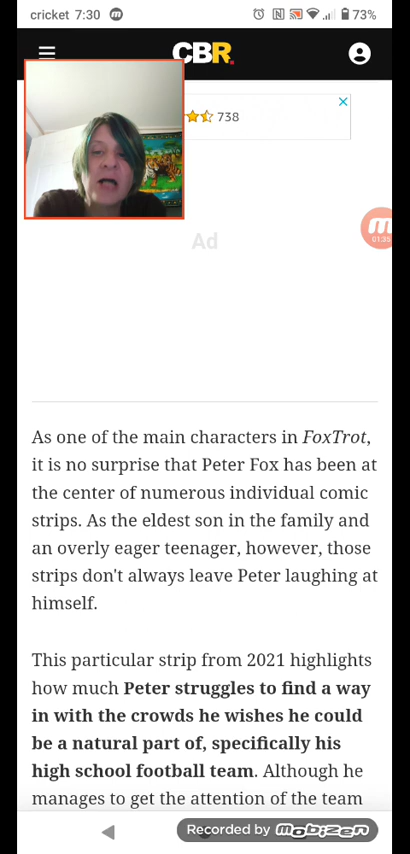 cricket 7:30 73%
CBR.
738
01:35
Ad
As one of the main characters in FoxTrot,
it is no surprise that Peter Fox has been at
the center of numerous individual comic
strips. As the eldest son in the family and
an overly eager teenager, however, those
strips don't always leave Peter laughing at
himself.
This particular strip from 2021 highlights
how much Peter struggles to find a way
in with the crowds he wishes he could
be a natural part of, specifically his
high school football team. Although he
manages to get the attention of the team
Recorded by mobizen